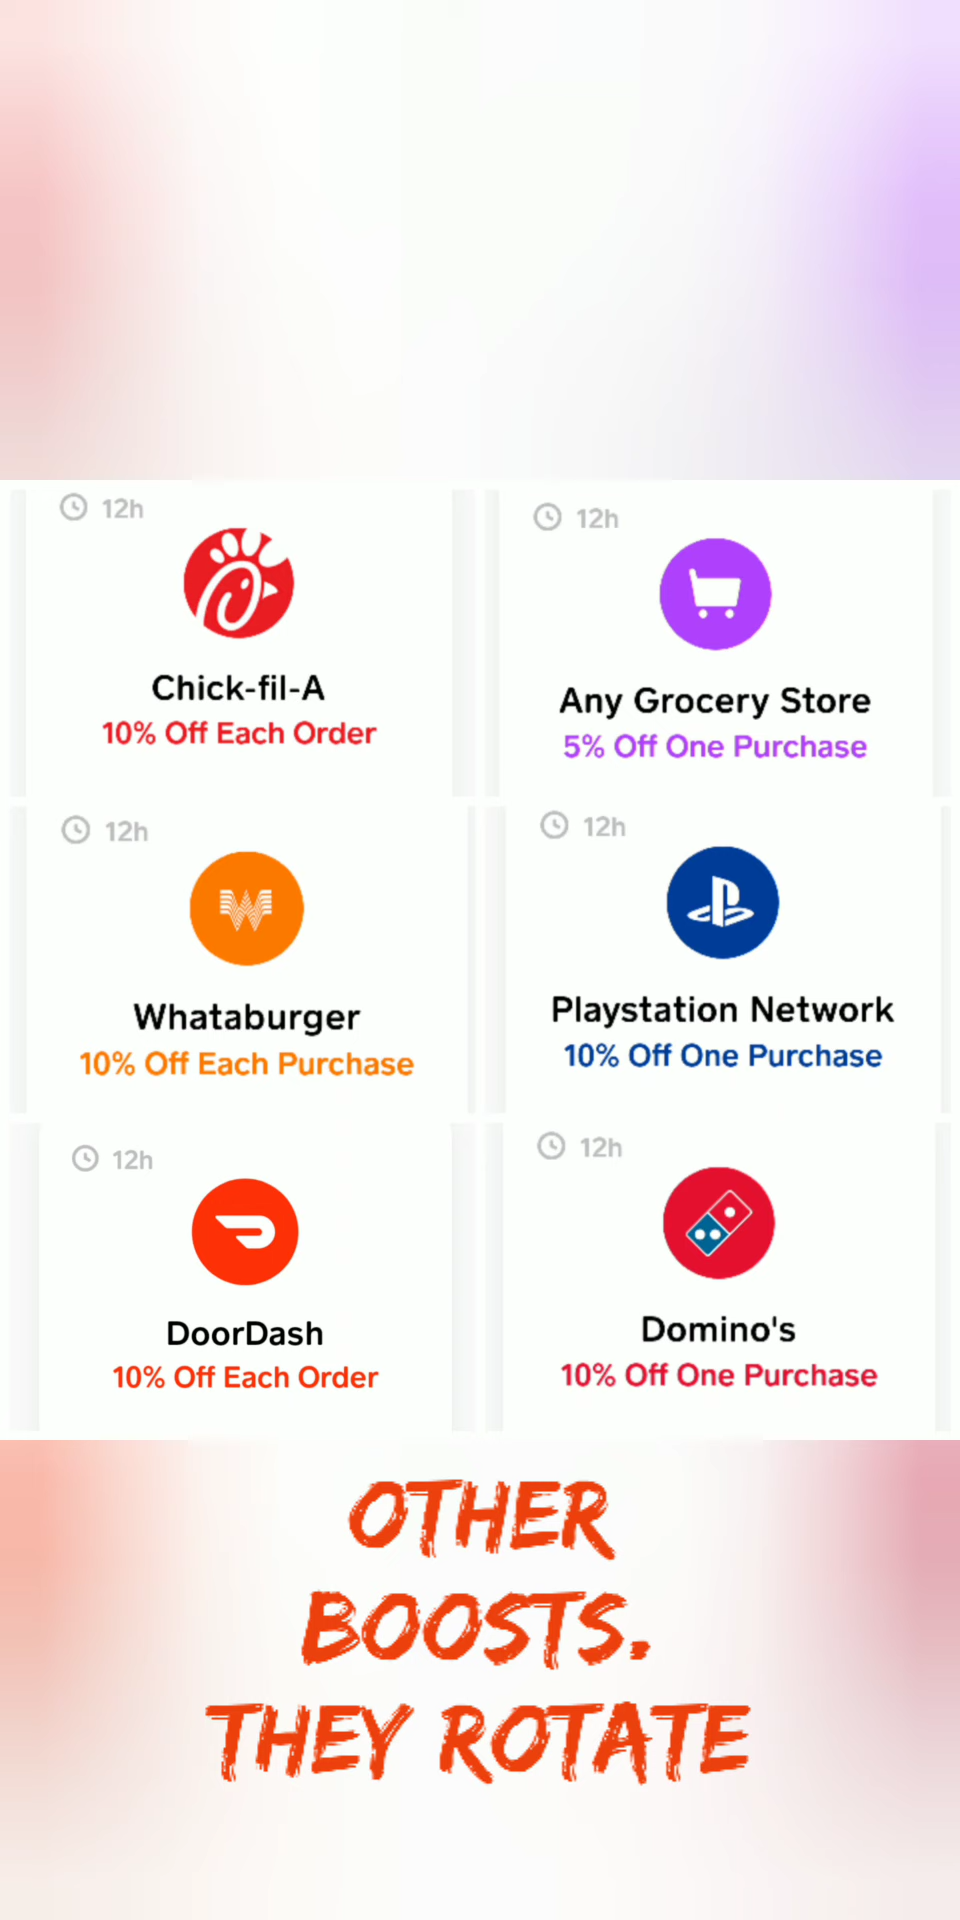 12h
Chick-fil-A
10% Off Each Order
12h
Any Grocery Store
5% Off One Purchase
12h
Whataburger
10% Off Each Purchase
12h
Playstation Network
10% Off One Purchase
12h
DoorDash
10% Off Each Order
12h
Domino's
10% Off One Purchase
OTHER
BOOSTS.
THEY ROTATE